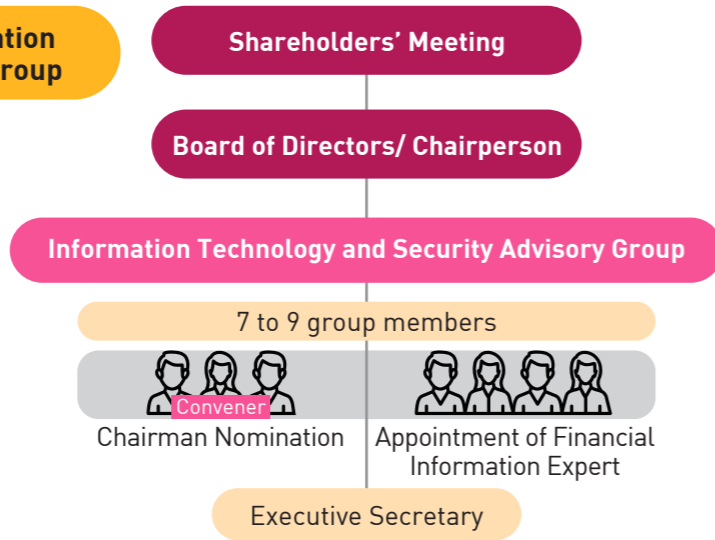 roup
Shareholders’ Meeting
Board of Directors/ Chairperson
Information Technology and Security Advisory Group
7 to 9 group members
Convener
Chairman Nomination
Appointment of Financial
Information Expert
Executive Secretary